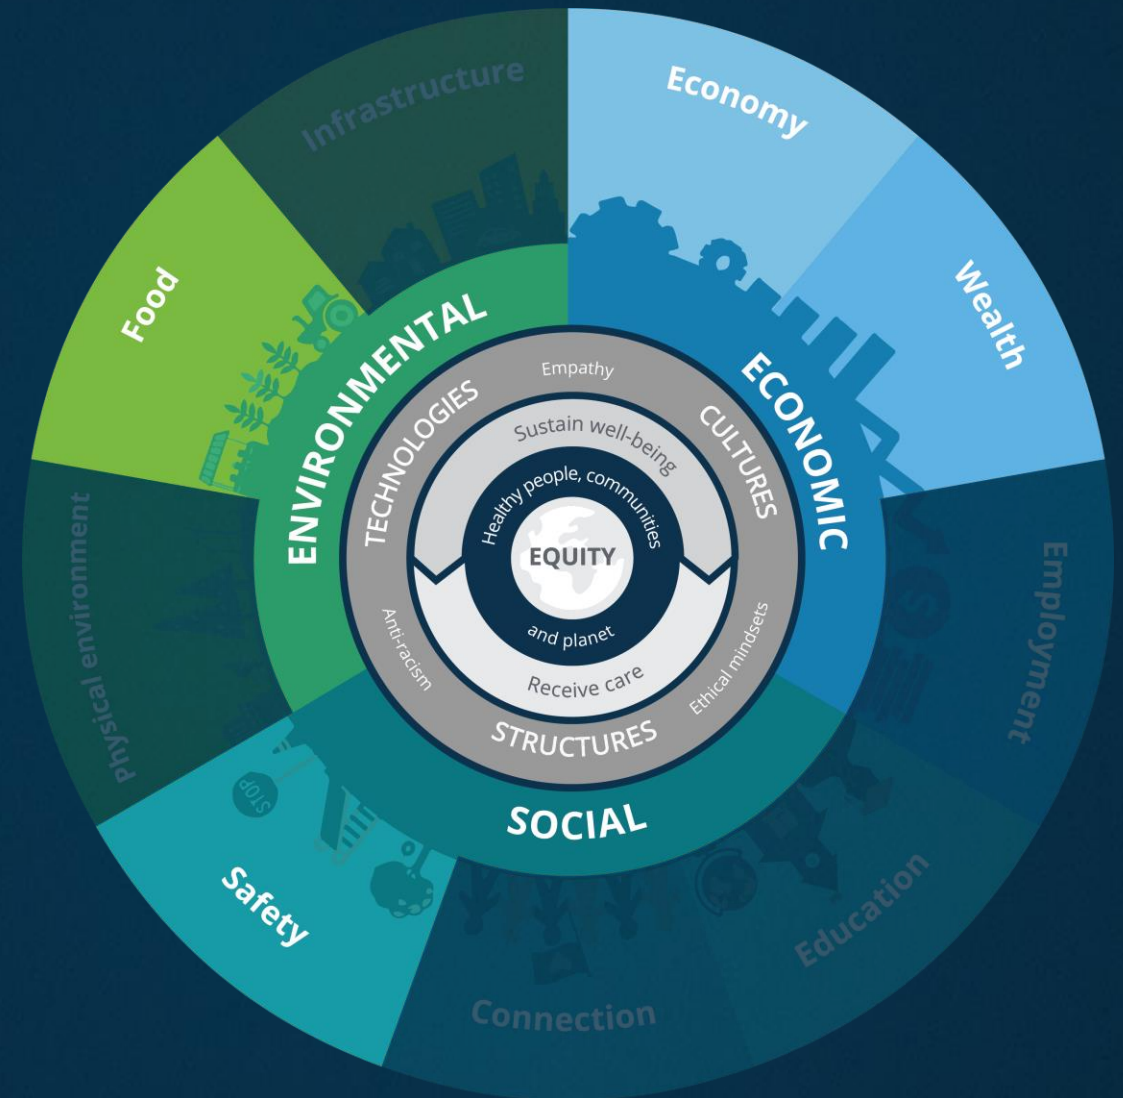 Infrastructure
Economy
Wealth
Employment
Education
Connection
Safety
STOP
Physical environment
Food
ENVIRONMENTAL
ECONOMIC
SOCIAL
TECHNOLOGIES
Empathy
CULTURES
Ethical mindsets
STRUCTURES
Anti-racism
Sustain well-being
Receive care
Healthy people, communities
and planet
EQUITY
$